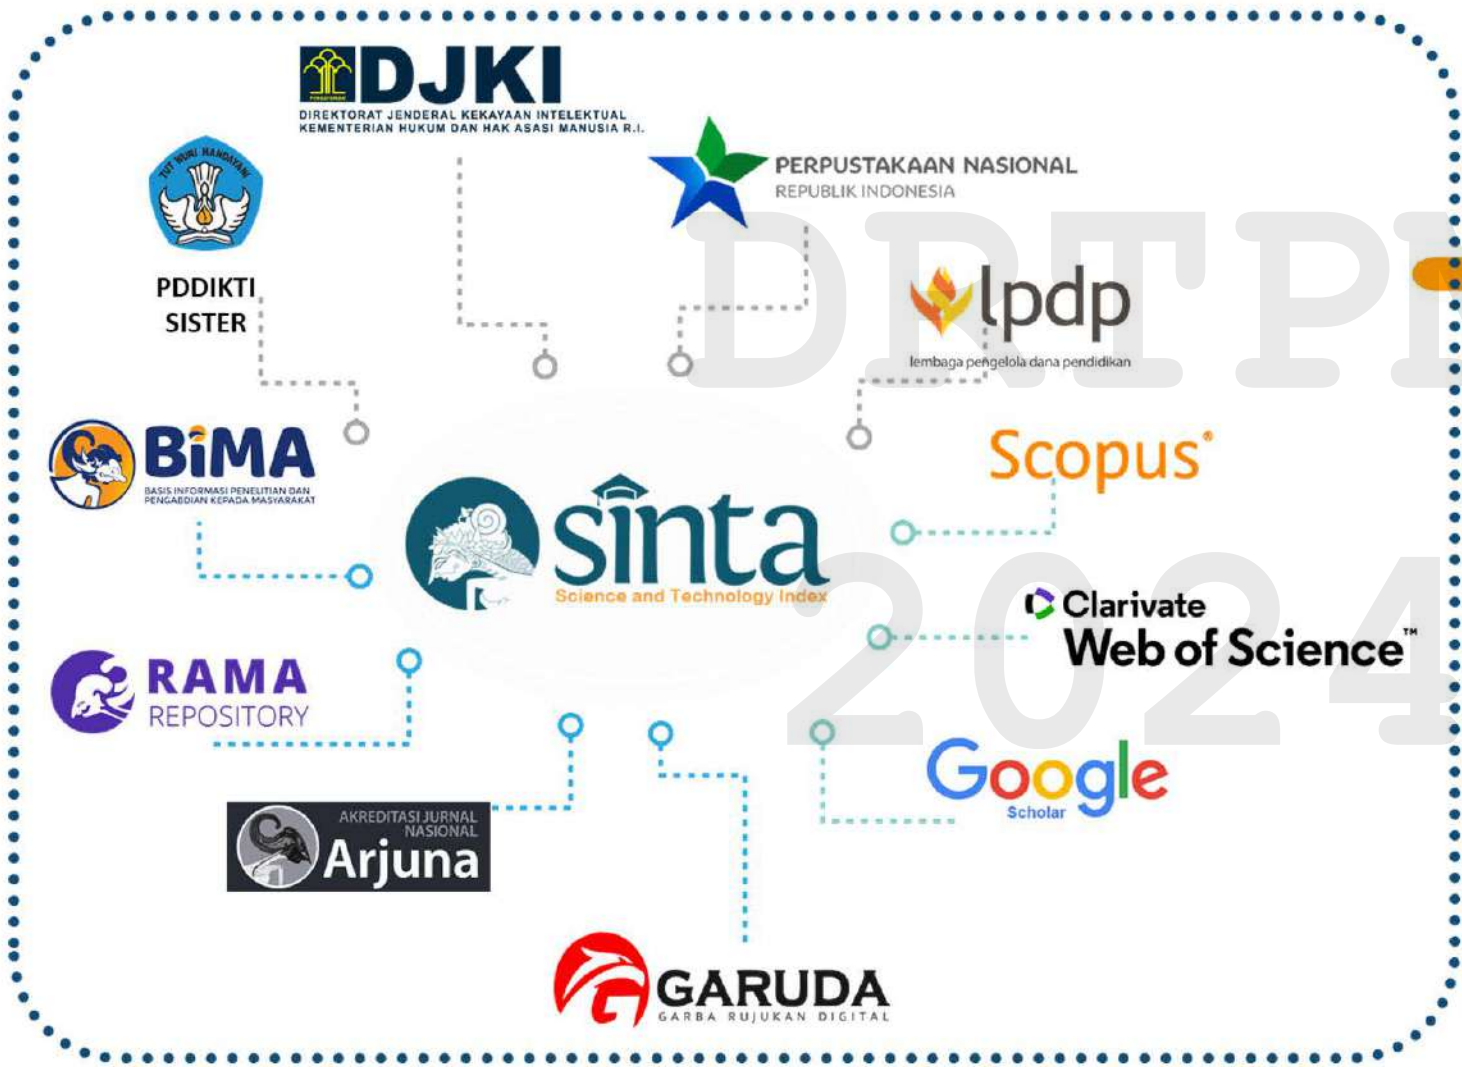 DJKI
DIREKTORAT JENDERAL KEKAYAAN INTELEKTUAL
KEMENTERIAN HUKUM DAN HAK ASASI MANUSIA R.I.
TUT WURI HANDAYANI
PDDIKTI
SISTER
PERPUSTAKAAN NASIONAL
REPUBLIK INDONESIA
lpdp
lembaga pengelola dana pendidikan
BiMA
BASIS INFORMASI PENELITIAN DAN
PENGABDIAN KEPADA MASYARAKAT
Scopus®
sinta
Science and Technology Index
Clarivate
Web of Science™
RAMA
REPOSITORY
Google
Scholar
AKREDITASI JURNAL
NASIONAL
Arjuna
GARUDA
GARBA RUJUKAN DIGITAL
DRTP
2024